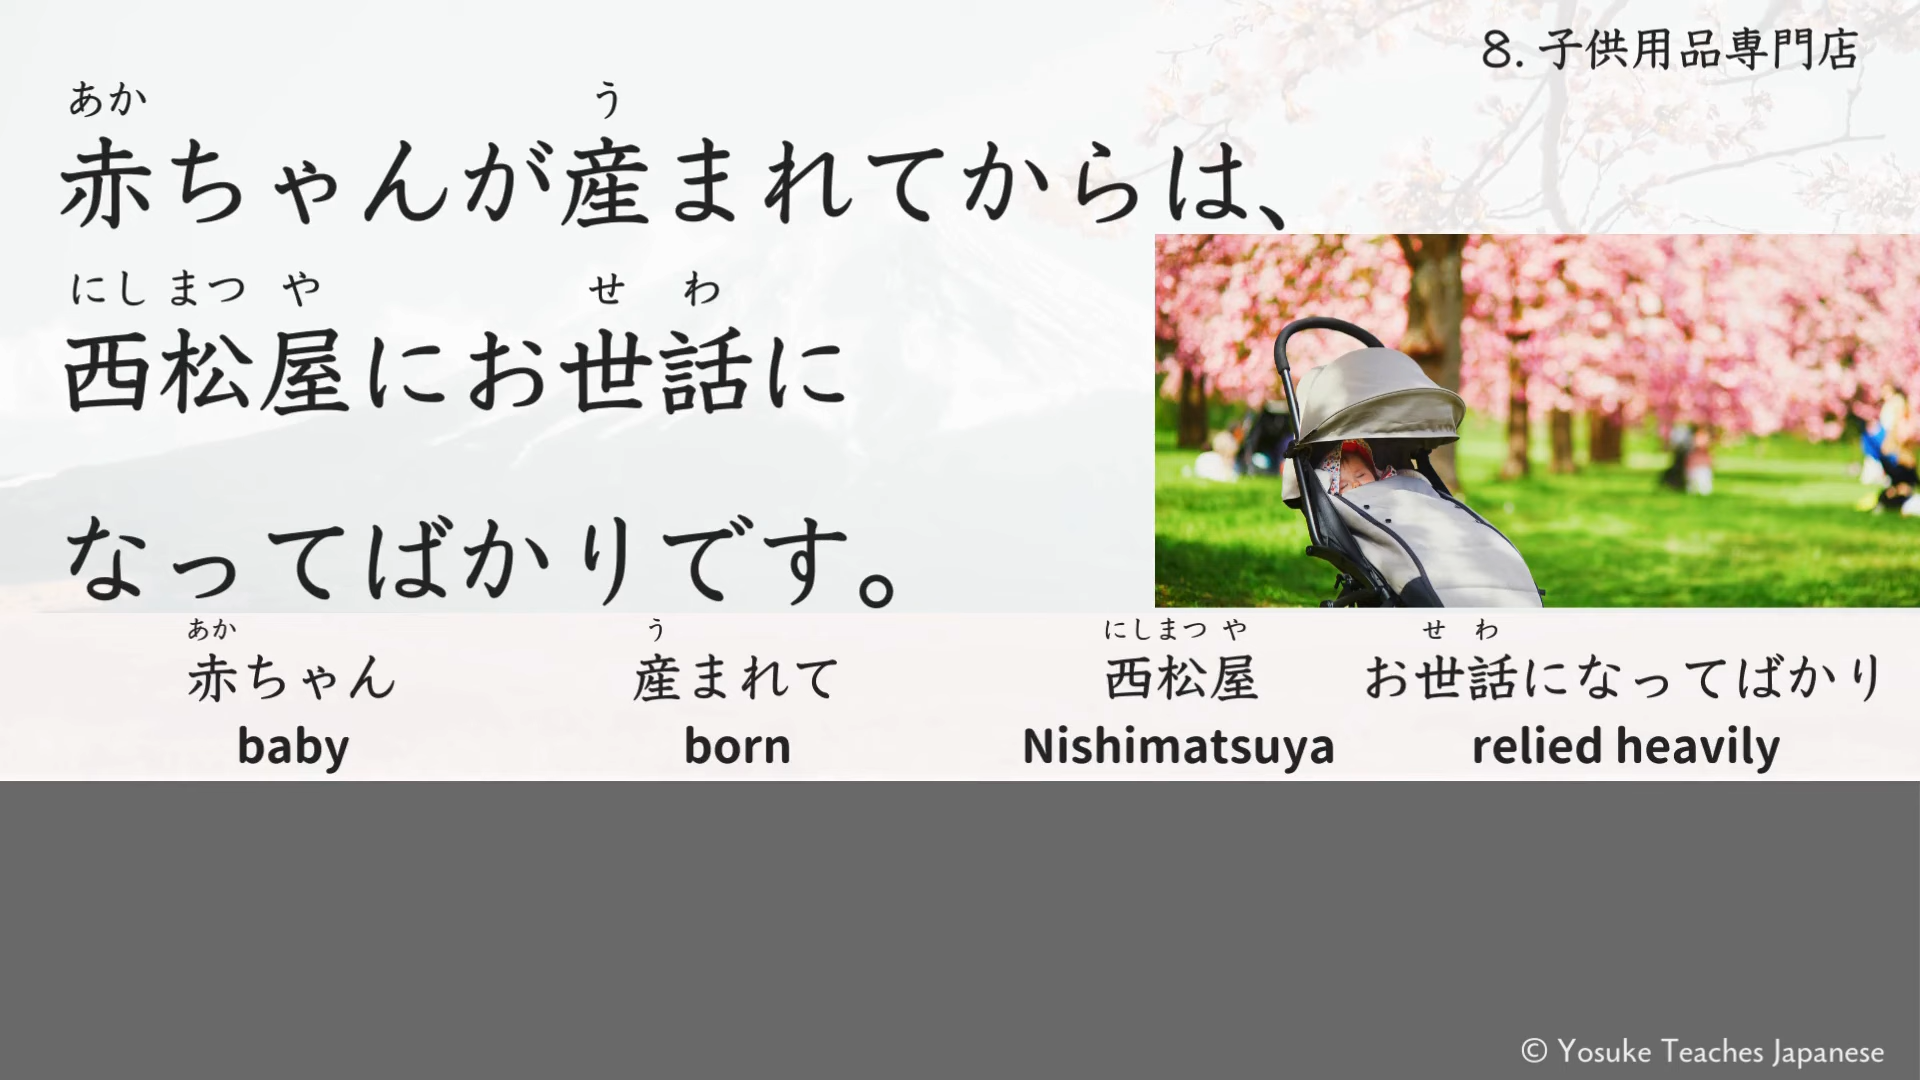 8. 子供用品専門店
あか う
赤ちゃんが産まれてからは、
にし まつ や せ わ
西松屋にお世話に
なってばかりです。
あか う にしまつ や せ わ
赤ちゃん 産まれて 西松屋 お世話になってばかり
baby born Nishimatsuya relied heavily
© Yosuke Teaches Japanese